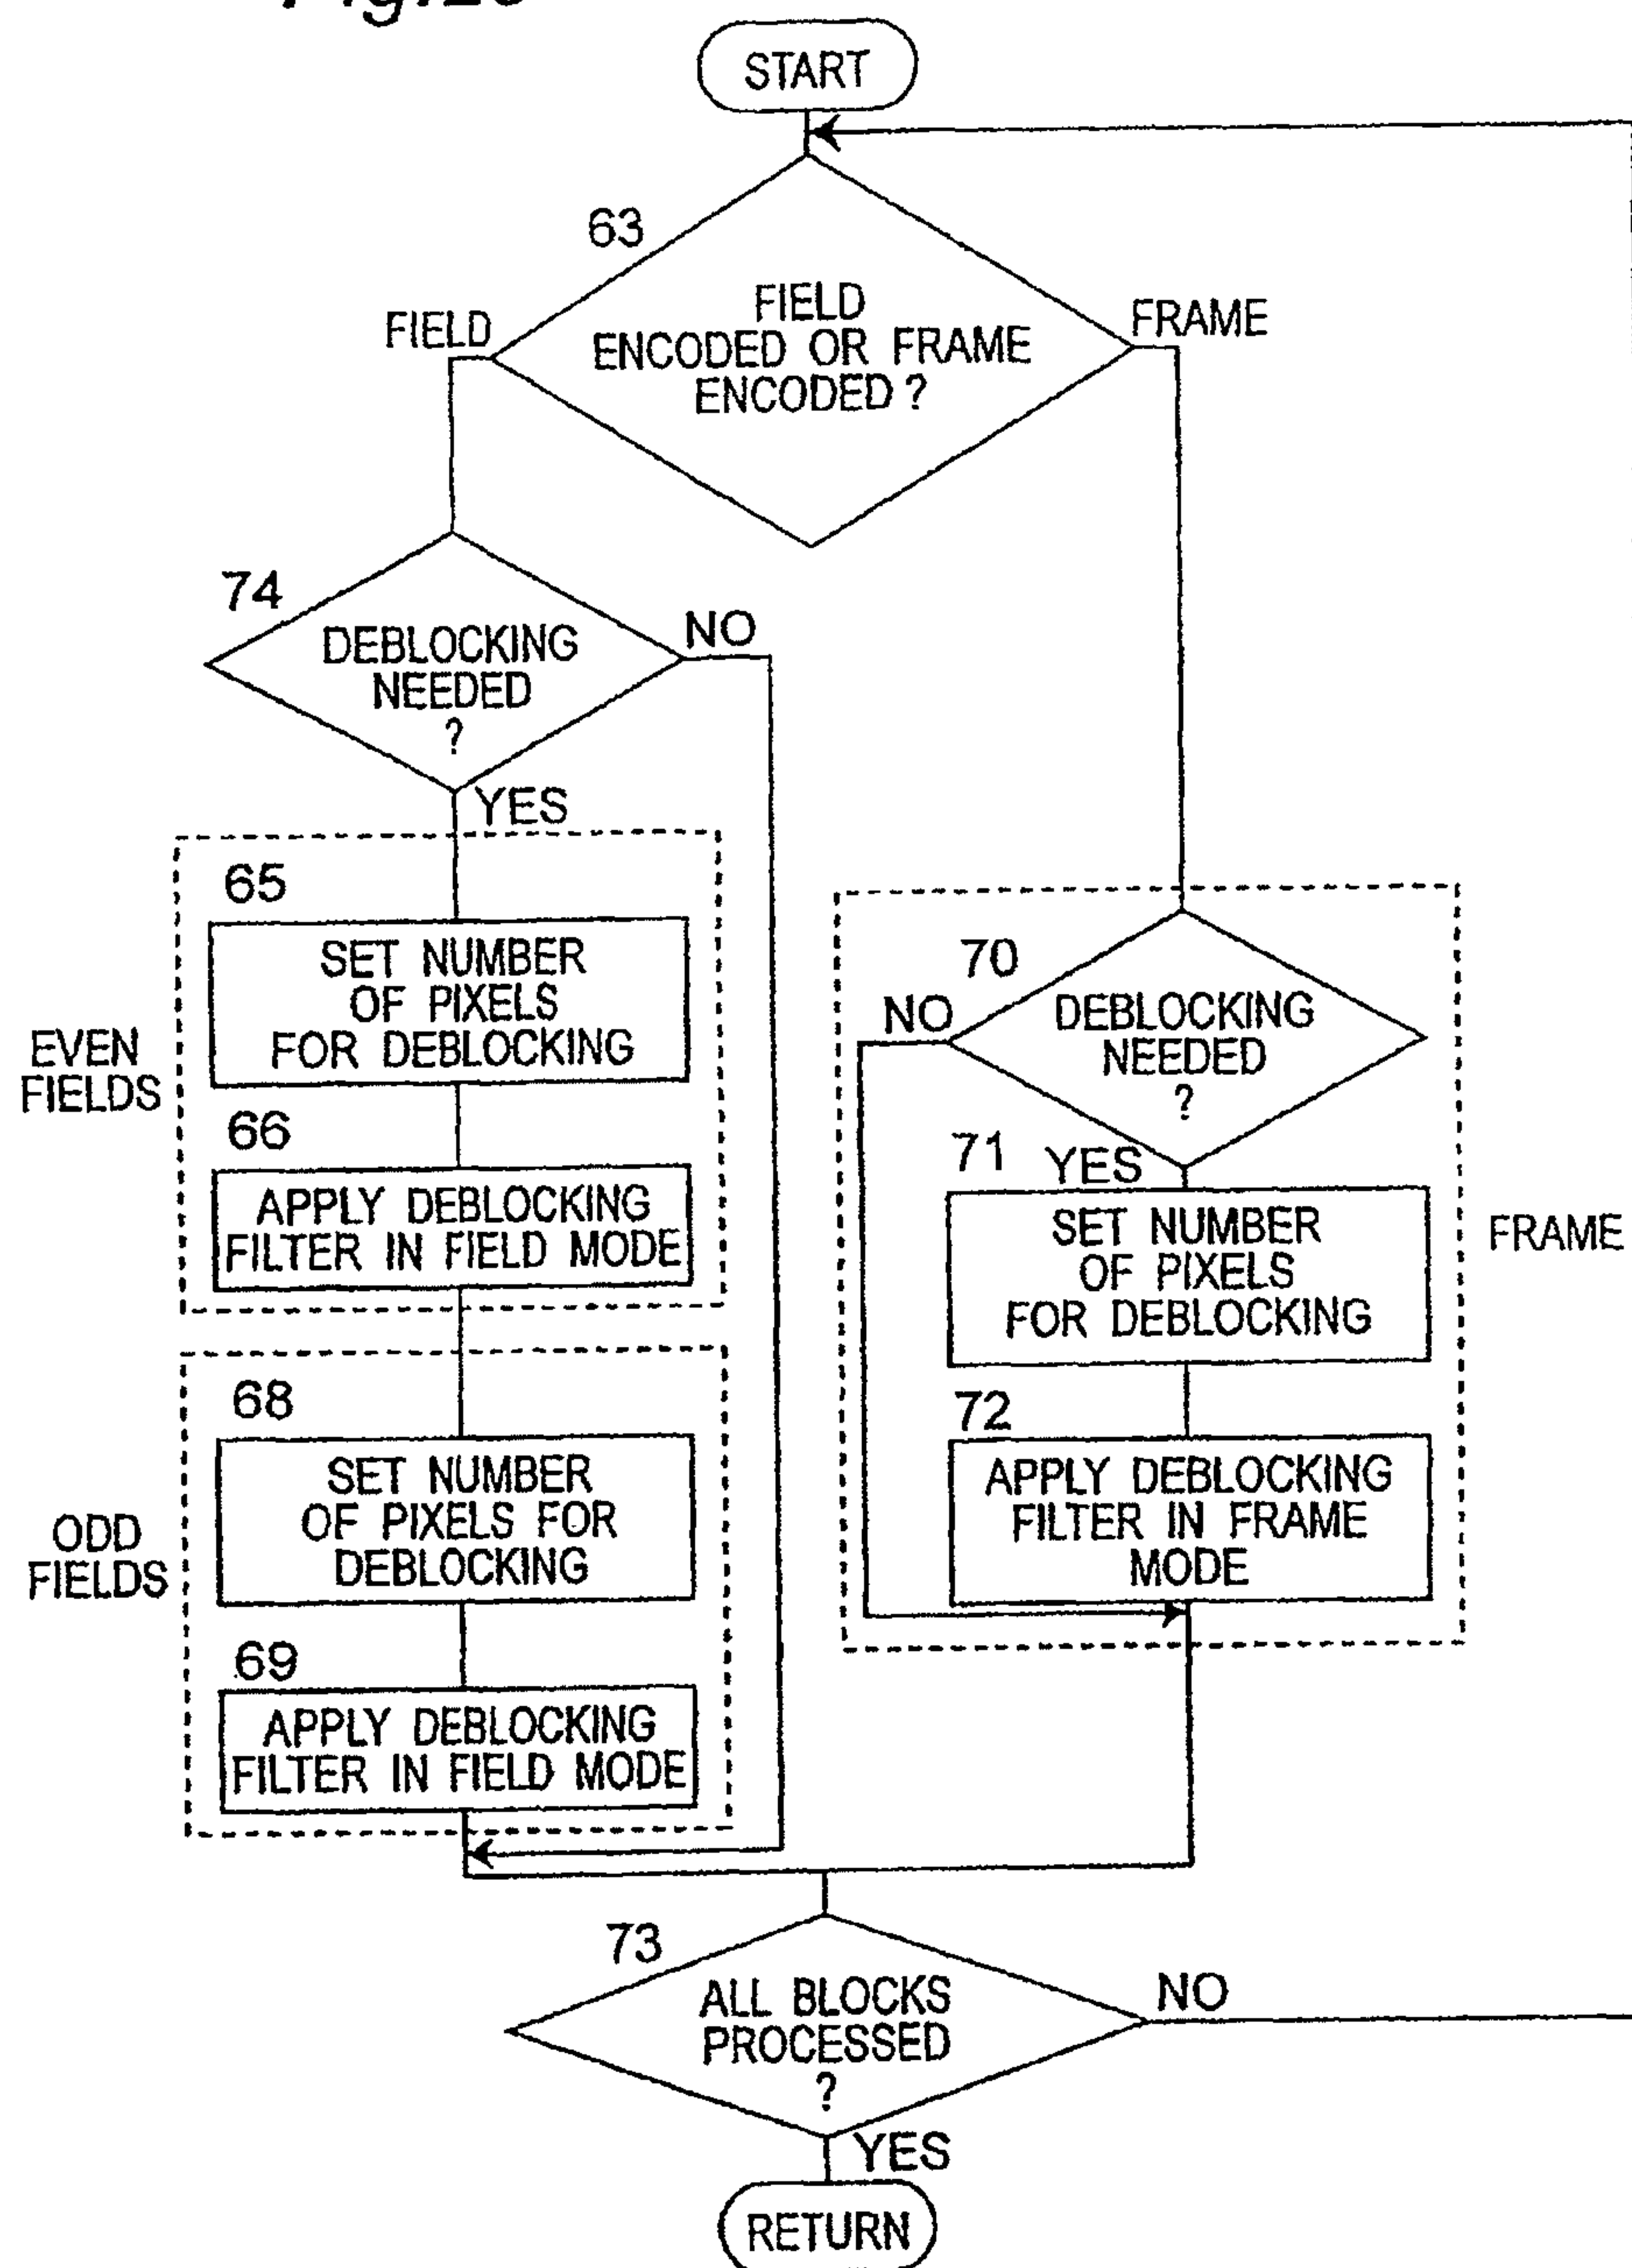 START
63
FIELD
ENCODED OR FRAME
ENCODED ?
FIELD
FRAME
74
DEBLOCKING
NEEDED
?
NO
YES
65
SET NUMBER
OF PIXELS
FOR DEBLOCKING
EVEN
FIELDS
66
APPLY DEBLOCKING
FILTER IN FIELD MODE
68
SET NUMBER
OF PIXELS FOR
DEBLOCKING
ODD
FIELDS
69
APPLY DEBLOCKING
FILTER IN FIELD MODE
70
NO
DEBLOCKING
NEEDED
?
71
YES
SET NUMBER
OF PIXELS
FOR DEBLOCKING
FRAME
72
APPLY DEBLOCKING
FILTER IN FRAME
MODE
73
ALL BLOCKS
PROCESSED
?
NO
YES
RETURN